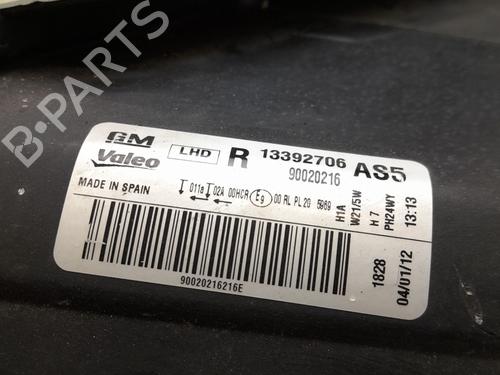 B-PARTS
GM
Valeo
LHD R 13392706 AS5
90020216
MADE IN SPAIN
011a 02A 00HCR E9 00 RL PL 20 5969
H1A
W21/5W
H 7
PH24WY
13:13
1828
04/01/12
90020216216E